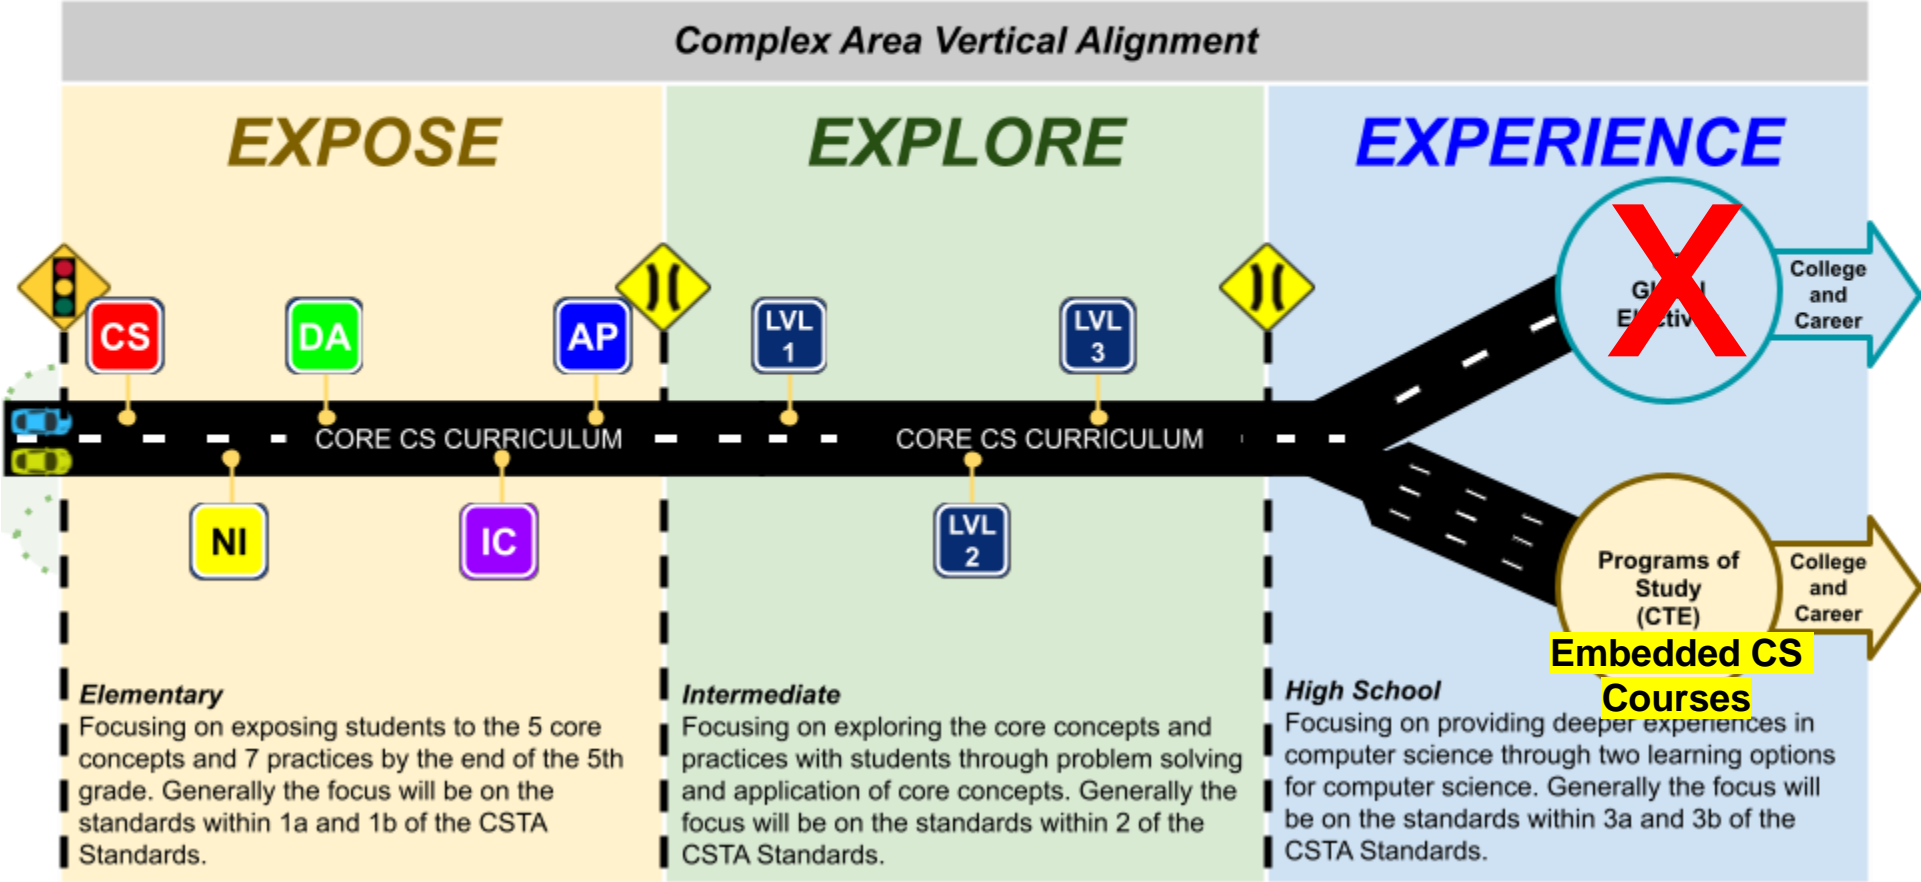 Complex Area Vertical Alignment
EXPOSE
EXPLORE
EXPERIENCE
CS
DA
AP
LVL
1
LVL
3
College
and
Career
CORE CS CURRICULUM
CORE CS CURRICULUM
NI
IC
LVL
2
Programs of
Study
(CTE)
College
and
Career
Embedded CS
Courses
Elementary
Focusing on exposing students to the 5 core
concepts and 7 practices by the end of the 5th
grade. Generally the focus will be on the
standards within 1a and 1b of the CSTA
Standards.
Intermediate
Focusing on exploring the core concepts and
practices with students through problem solving
and application of core concepts. Generally the
focus will be on the standards within 2 of the
CSTA Standards.
High School
Focusing on providing deeper experiences in
computer science through two learning options
for computer science. Generally the focus will
be on the standards within 3a and 3b of the
CSTA Standards.